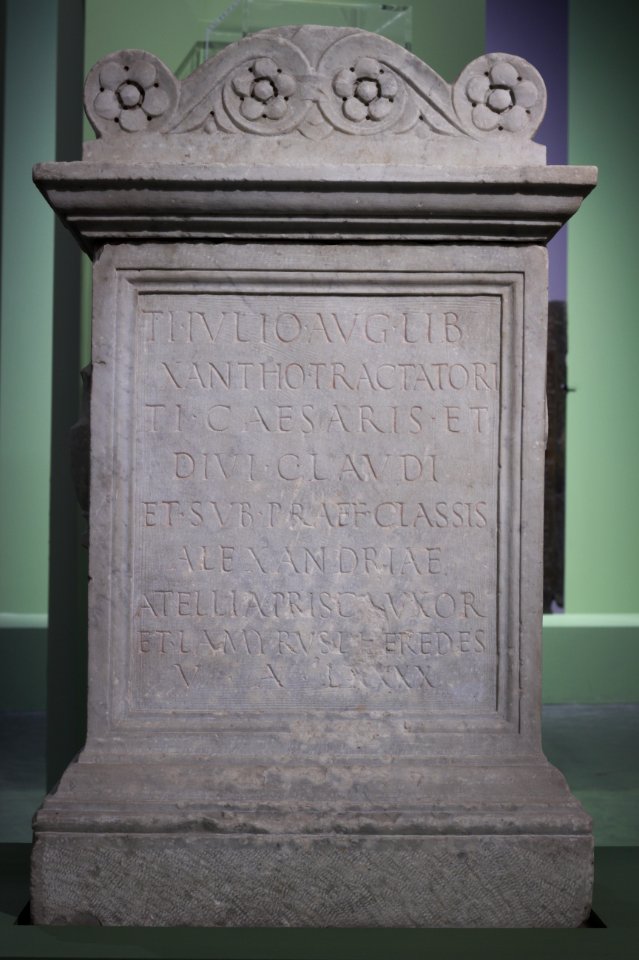 TI·IVLIO·AVG·LIB
XANTHO·TRACTATORI
TI·CAESARIS·ET
DIVI·CLAVDI
ET·SVB·PRAEF·CLASSIS
ALEXANDRIAE
ATELLIA·PRISCA·VXOR
ET·LAMYRVS·L·HEREDES
V A LXXXX